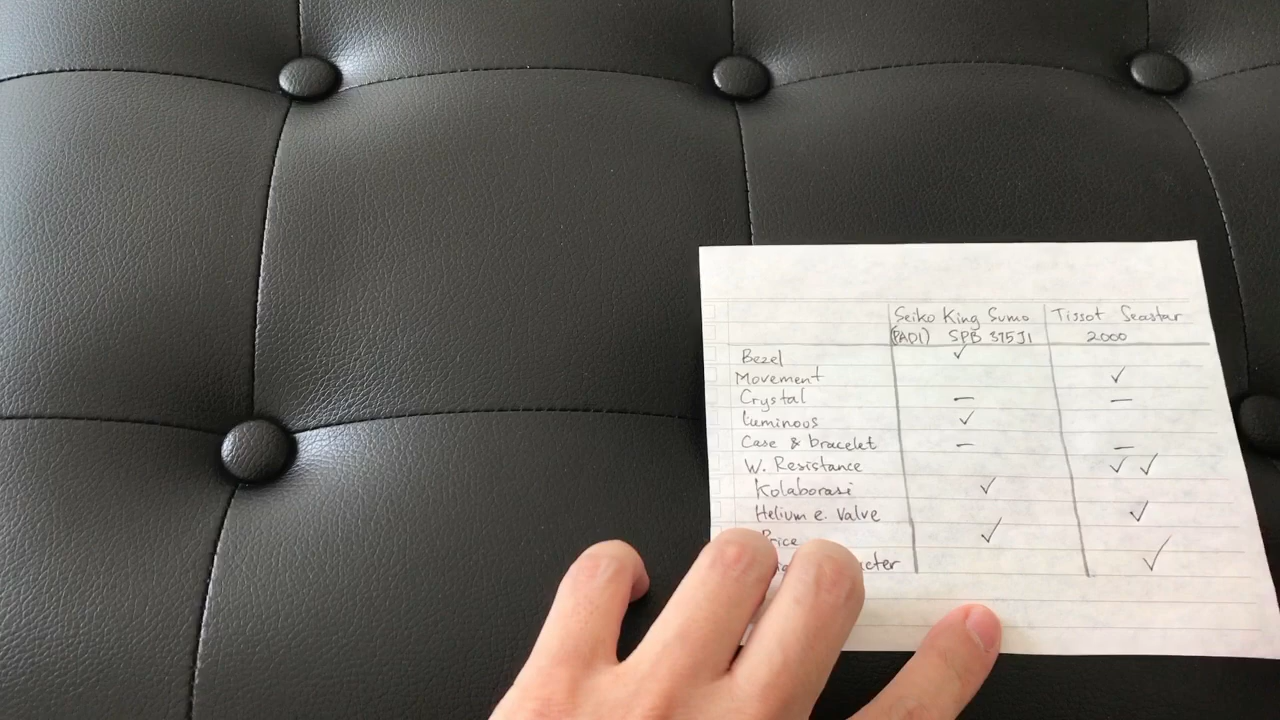 Seiko King Sumo Tissot Seastar
(PADI) SPB 375J1 2000
Bezel ✓
Movement ✓
Crystal – –
Luminous ✓
Case & bracelet – –
W. Resistance ✓ ✓
Kolaborasi ✓
Helium e. Valve ✓
Price ✓
✓